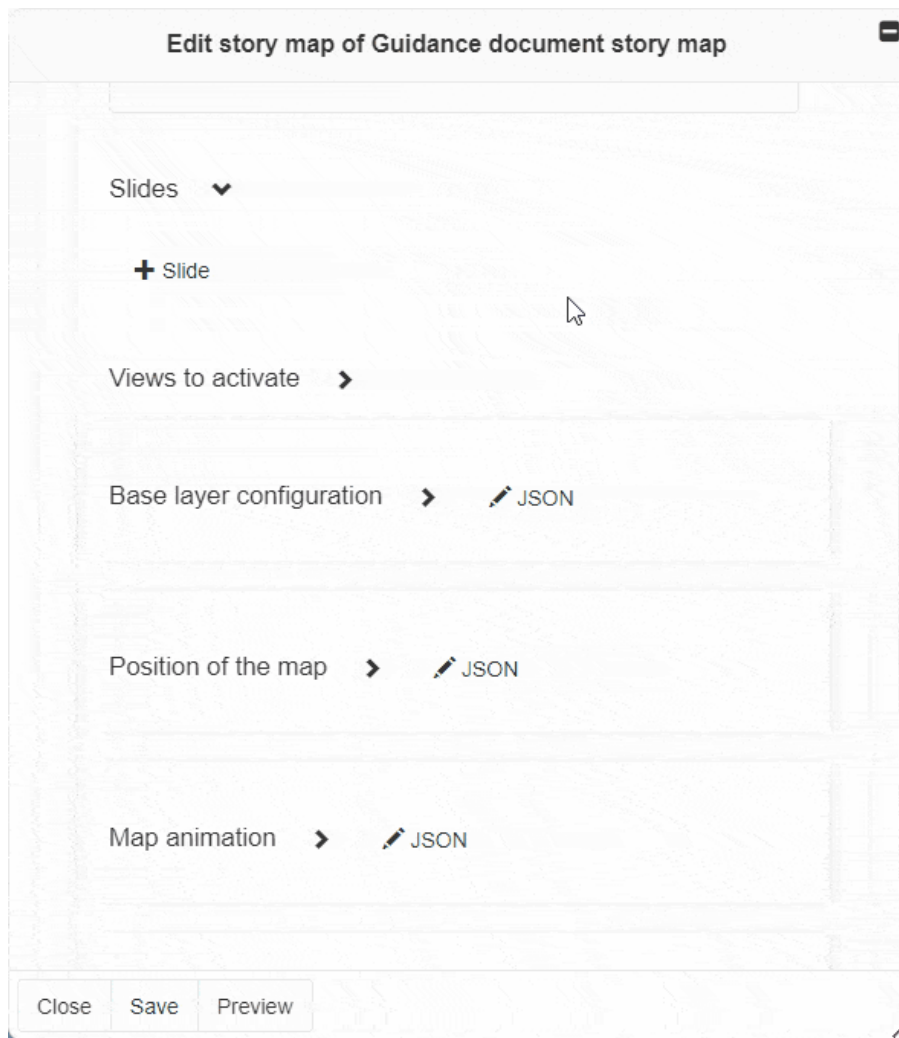 Edit story map of Guidance document story map
Slides
Slide
Views to activate
Base layer configuration JSON
Position of the map JSON
Map animation JSON
Close Save Preview